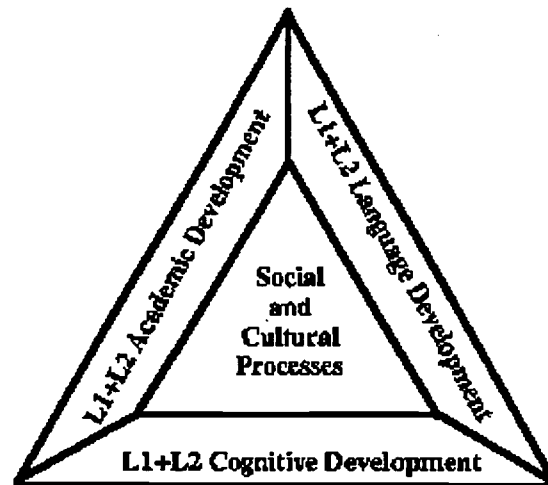 L1+L2 Academic Development
L1+L2 Language Development
Social
and
Cultural
Processes
L1+L2 Cognitive Development